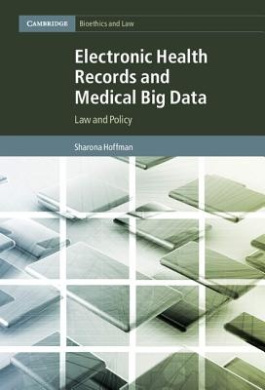 CAMBRIDGE
Bioethics and Law
Electronic Health
Records and
Medical Big Data
Law and Policy
Sharona Hoffman